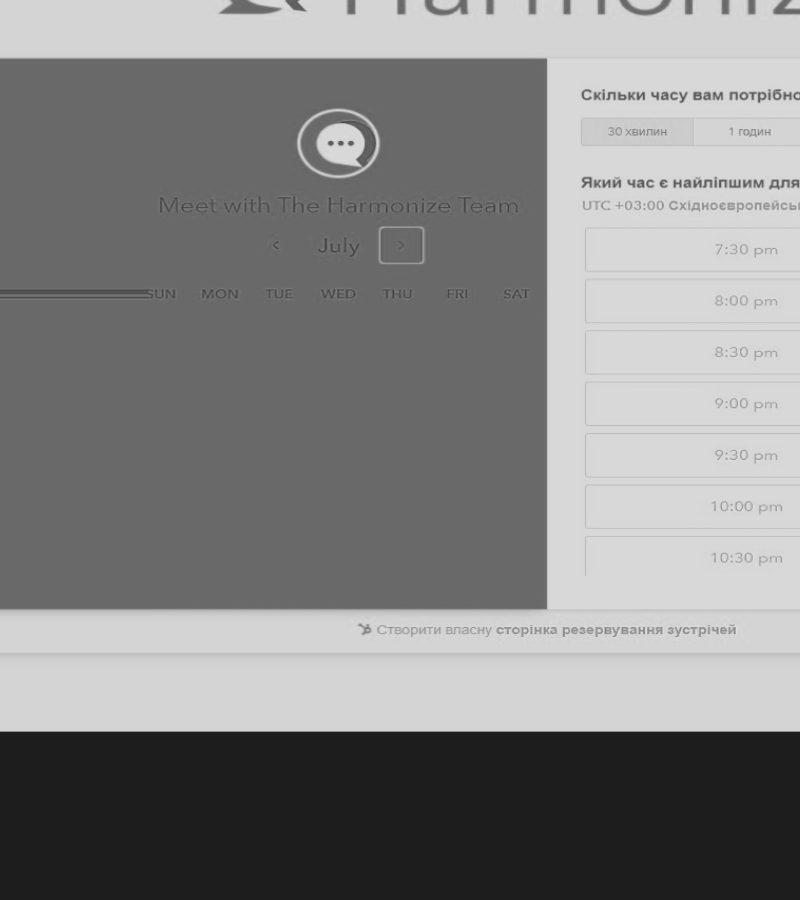 Harmoniz
Meet with The Harmonize Team
< July >
SUN MON TUE WED THU FRI SAT
Скільки часу вам потрібно
30 хвилин 1 годин
Який час є найліпшим для
UTC +03:00 Східноєвропейсь
7:30 pm
8:00 pm
8:30 pm
9:00 pm
9:30 pm
10:00 pm
10:30 pm
Створити власну сторінка резервування зустрічей